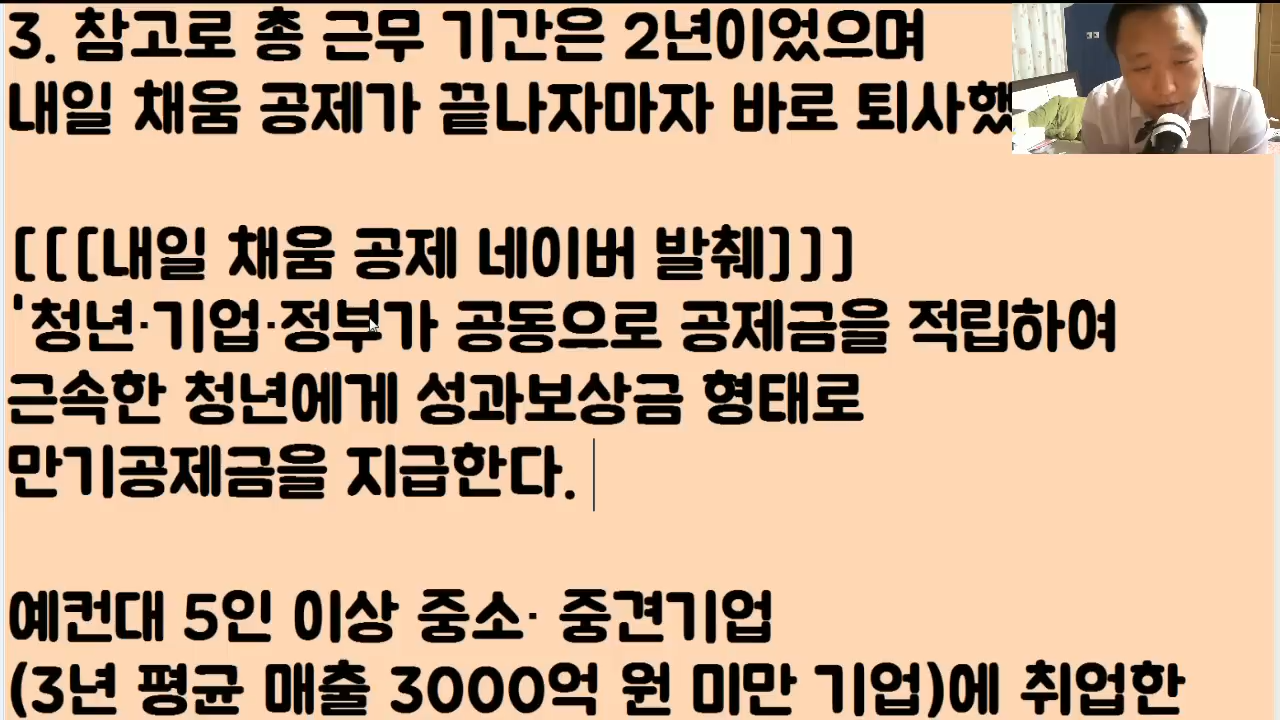 3. 참고로 총 근무 기간은 2년이었으며
내일 채움 공제가 끝나자마자 바로 퇴사했
[[[내일 채움 공제 네이버 발췌]]]
'청년·기업·정부가 공동으로 공제금을 적립하여
근속한 청년에게 성과보상금 형태로
만기공제금을 지급한다.
예컨대 5인 이상 중소· 중견기업
(3년 평균 매출 3000억 원 미만 기업)에 취업한